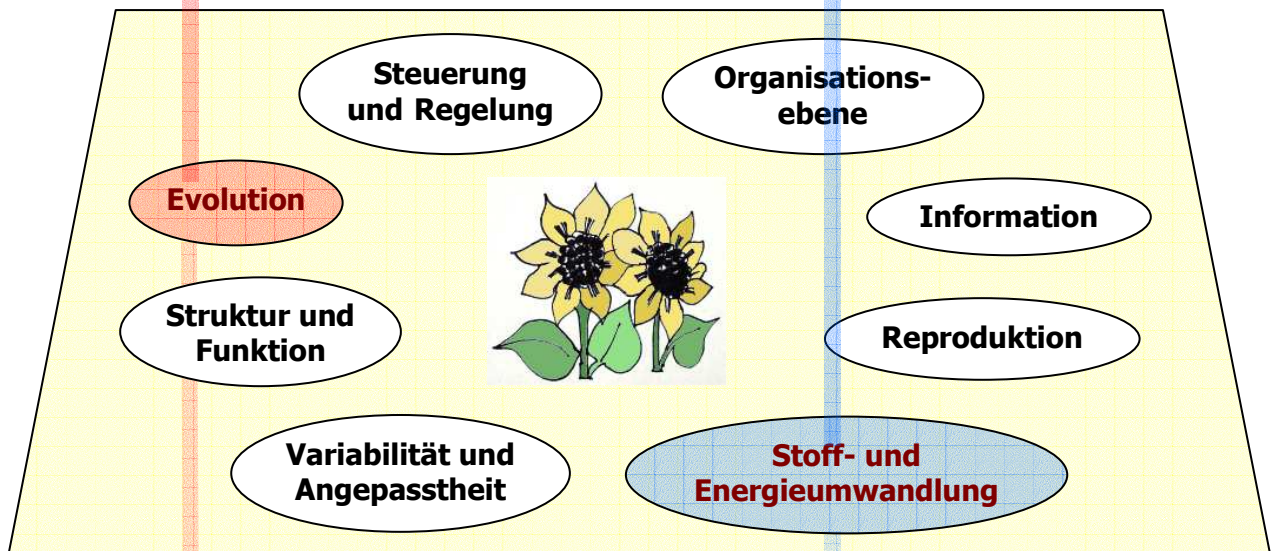 Steuerung
und Regelung
Organisations-
ebene
Evolution
Information
Struktur und
Funktion
Reproduktion
Variabilität und
Angepasstheit
Stoff- und
Energieumwandlung